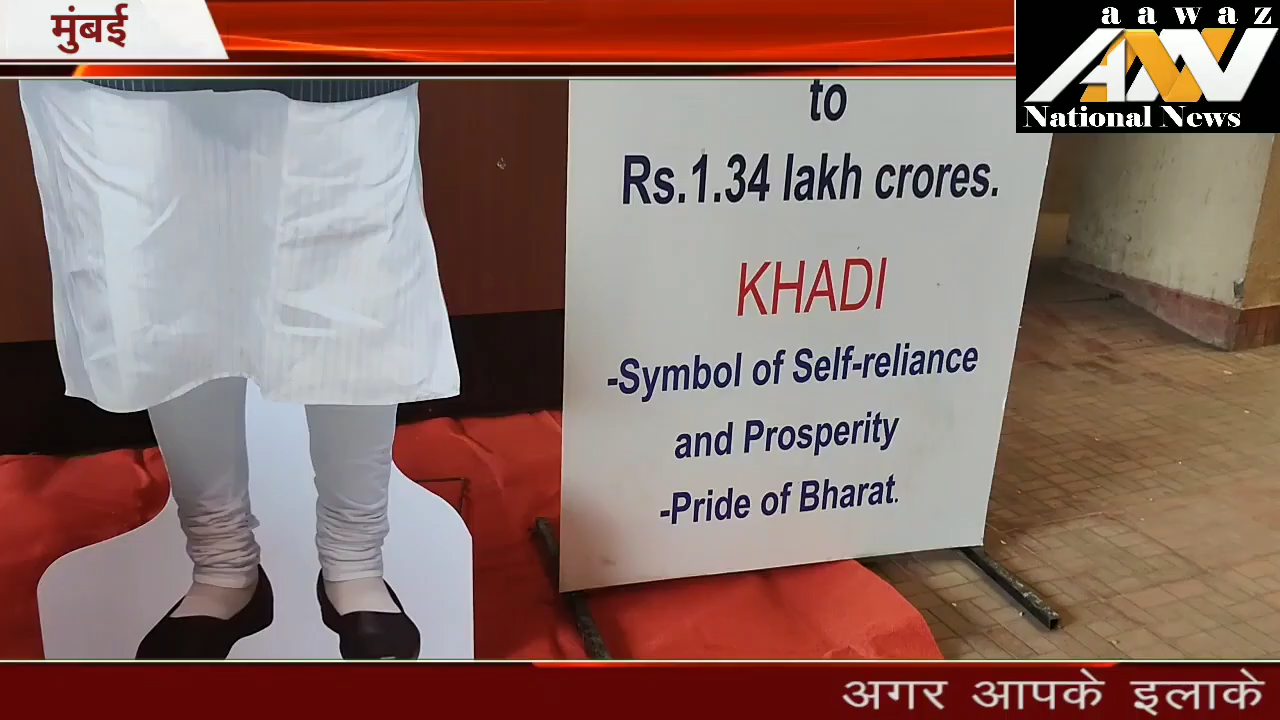 मुंबई
a a w a z
AWN
National News
to
Rs.1.34 lakh crores.
KHADI
-Symbol of Self-reliance
and Prosperity
-Pride of Bharat.
अगर आपके इलाके